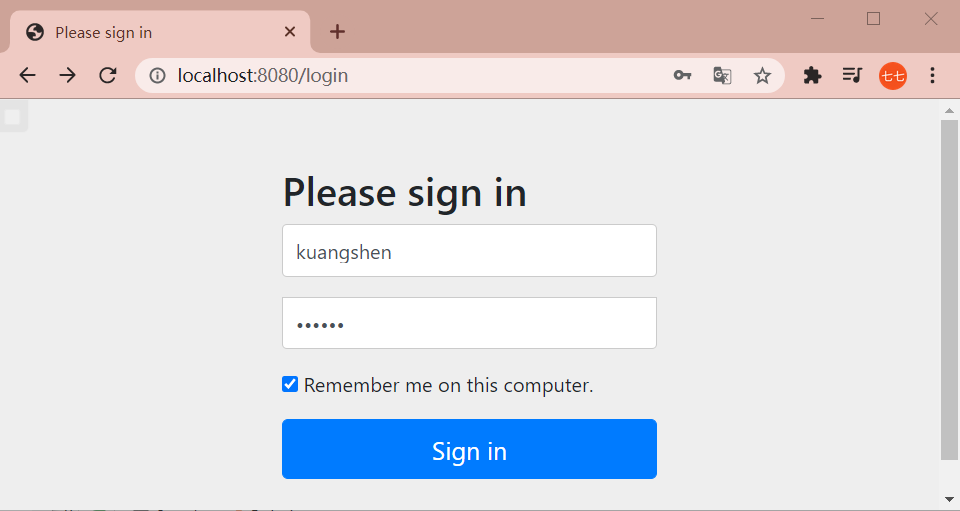 Please sign in
localhost:8080/login
七七
Please sign in
kuangshen
••••••
Remember me on this computer.
Sign in